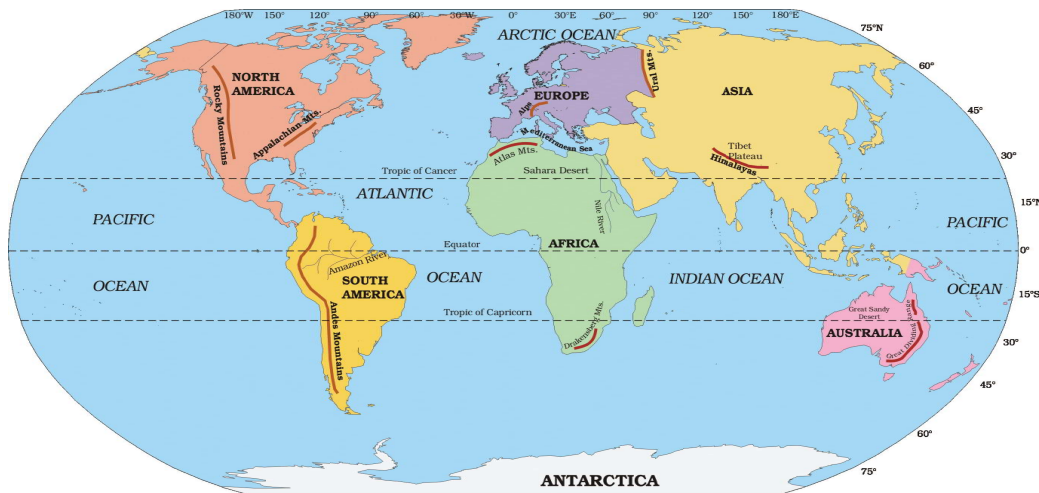 180°W 150° 120° 90° 60° 30°W 0° 30°E 60° 90° 120° 150° 180°E
75°N
60°
45°
30°
15°N
0°
15°S
30°
45°
60°
75°
ARCTIC OCEAN
NORTH
AMERICA
Rocky Mountains
Appalachian Mts.
EUROPE
Alps
Ural Mts.
ASIA
Mediterranean Sea
Atlas Mts.
Tibet
Plateau
Himalayas
Tropic of Cancer
Sahara Desert
ATLANTIC
PACIFIC
PACIFIC
Nile River
Equator
AFRICA
Amazon River
OCEAN
SOUTH
AMERICA
OCEAN
INDIAN OCEAN
OCEAN
Andes Mountains
Tropic of Capricorn
Great Sandy
Desert
AUSTRALIA
Great Dividing
Range
Drakensberg Mts.
ANTARCTICA